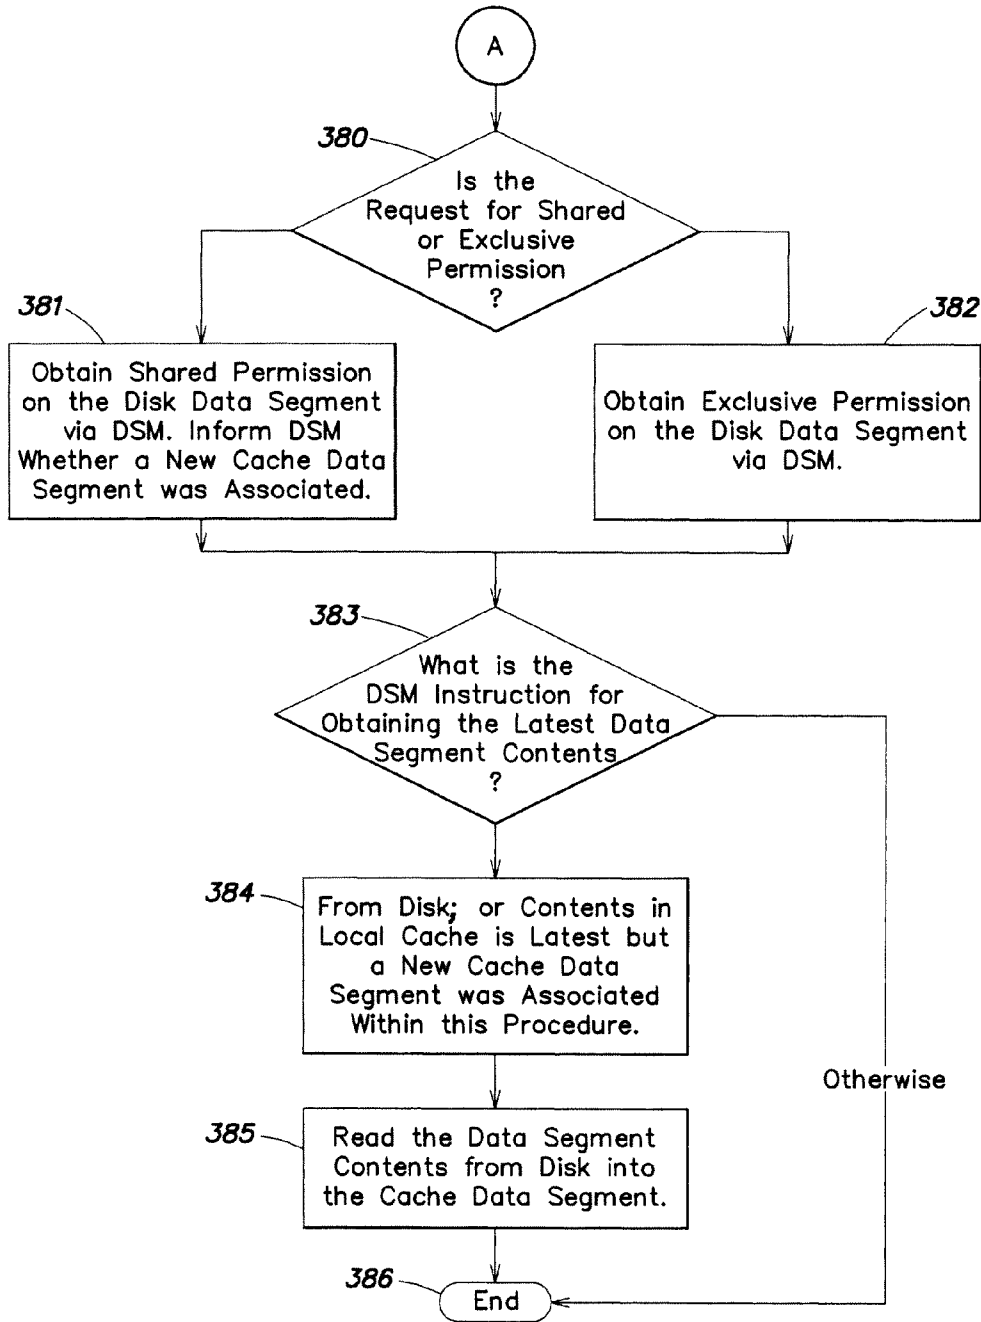 A
380
Is the
Request for Shared
or Exclusive
Permission
?
381
Obtain Shared Permission
on the Disk Data Segment
via DSM. Inform DSM
Whether a New Cache Data
Segment was Associated.
382
Obtain Exclusive Permission
on the Disk Data Segment
via DSM.
383
What is the
DSM Instruction for
Obtaining the Latest Data
Segment Contents
?
384
From Disk; or Contents in
Local Cache is Latest but
a New Cache Data
Segment was Associated
Within this Procedure.
Otherwise
385
Read the Data Segment
Contents from Disk into
the Cache Data Segment.
386
End